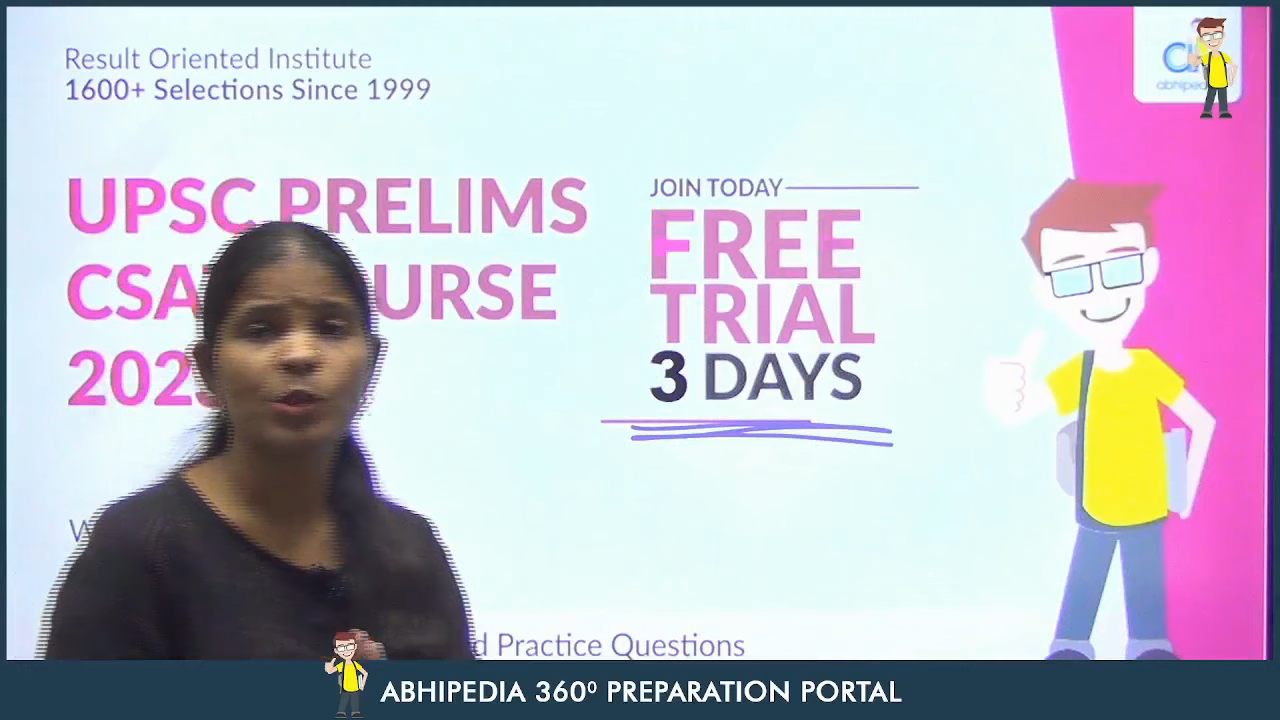 Result Oriented Institute
1600+ Selections Since 1999
UPSC PRELIMS
CSA URSE
202
JOIN TODAY
FREE
TRIAL
3 DAYS
Practice Questions
ABHIPEDIA 360⁰ PREPARATION PORTAL